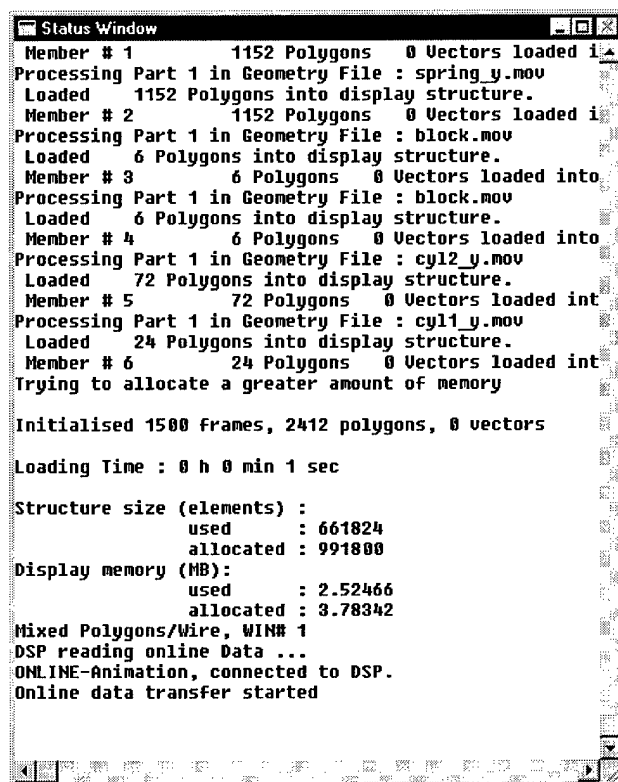 Status Window
Member # 1 1152 Polygons 0 Vectors loaded i
Processing Part 1 in Geometry File : spring_y.mov
Loaded 1152 Polygons into display structure.
Member # 2 1152 Polygons 0 Vectors loaded i
Processing Part 1 in Geometry File : block.mov
Loaded 6 Polygons into display structure.
Member # 3 6 Polygons 0 Vectors loaded into
Processing Part 1 in Geometry File : block.mov
Loaded 6 Polygons into display structure.
Member # 4 6 Polygons 0 Vectors loaded into
Processing Part 1 in Geometry File : cyl2_y.mov
Loaded 72 Polygons into display structure.
Member # 5 72 Polygons 0 Vectors loaded int
Processing Part 1 in Geometry File : cyl1_y.mov
Loaded 24 Polygons into display structure.
Member # 6 24 Polygons 0 Vectors loaded int
Trying to allocate a greater amount of memory
Initialised 1500 frames, 2412 polygons, 0 vectors
Loading Time : 0 h 0 min 1 sec
Structure size (elements) :
used : 661824
allocated : 991800
Display memory (MB):
used : 2.52466
allocated : 3.78342
Mixed Polygons/Wire, WIN# 1
DSP reading online Data ...
ONLINE-Animation, connected to DSP.
Online data transfer started